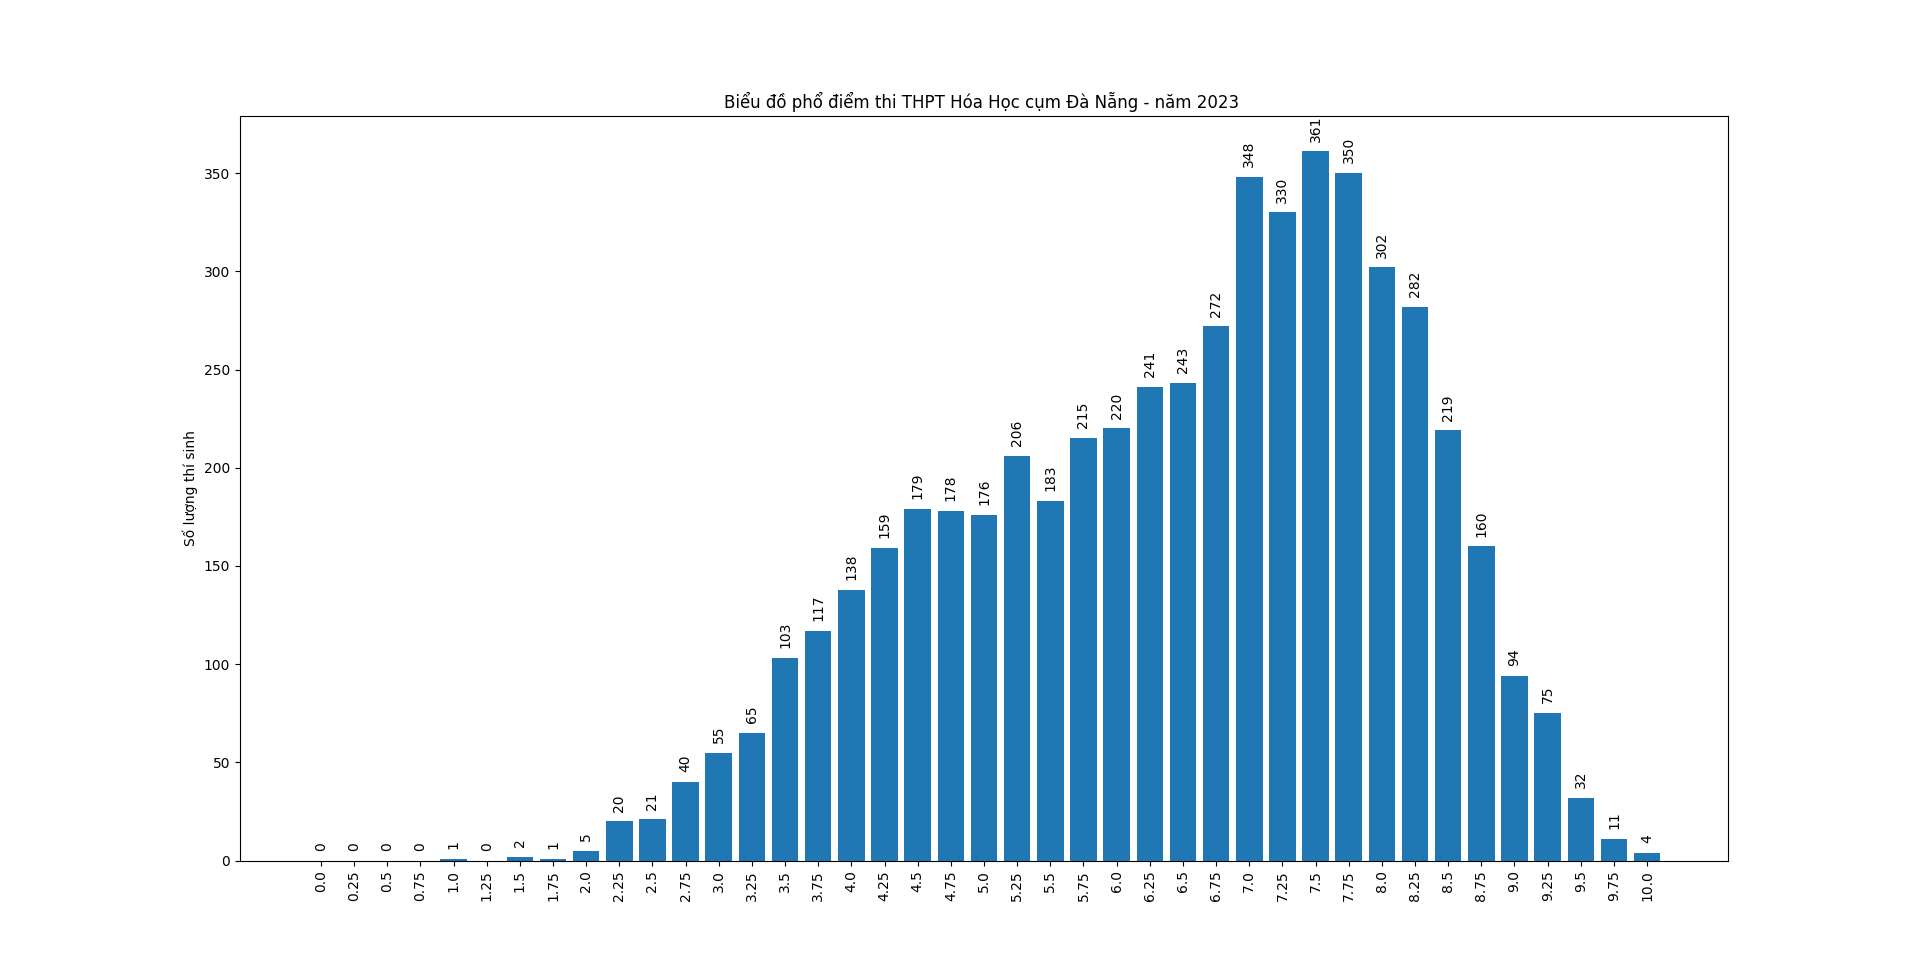 Biểu đồ phổ điểm thi THPT Hóa Học cụm Đà Nẵng - năm 2023
Số lượng thí sinh
350
300
250
200
150
100
50
0
0 0 0 0 1 0 2 1 5 20 21 40 55 65 103 117 138 159 179 178 176 206 183 215 220 241 243 272 348 330 361 350 302 282 219 160 94 75 32 11 4
0.0 0.25 0.5 0.75 1.0 1.25 1.5 1.75 2.0 2.25 2.5 2.75 3.0 3.25 3.5 3.75 4.0 4.25 4.5 4.75 5.0 5.25 5.5 5.75 6.0 6.25 6.5 6.75 7.0 7.25 7.5 7.75 8.0 8.25 8.5 8.75 9.0 9.25 9.5 9.75 10.0